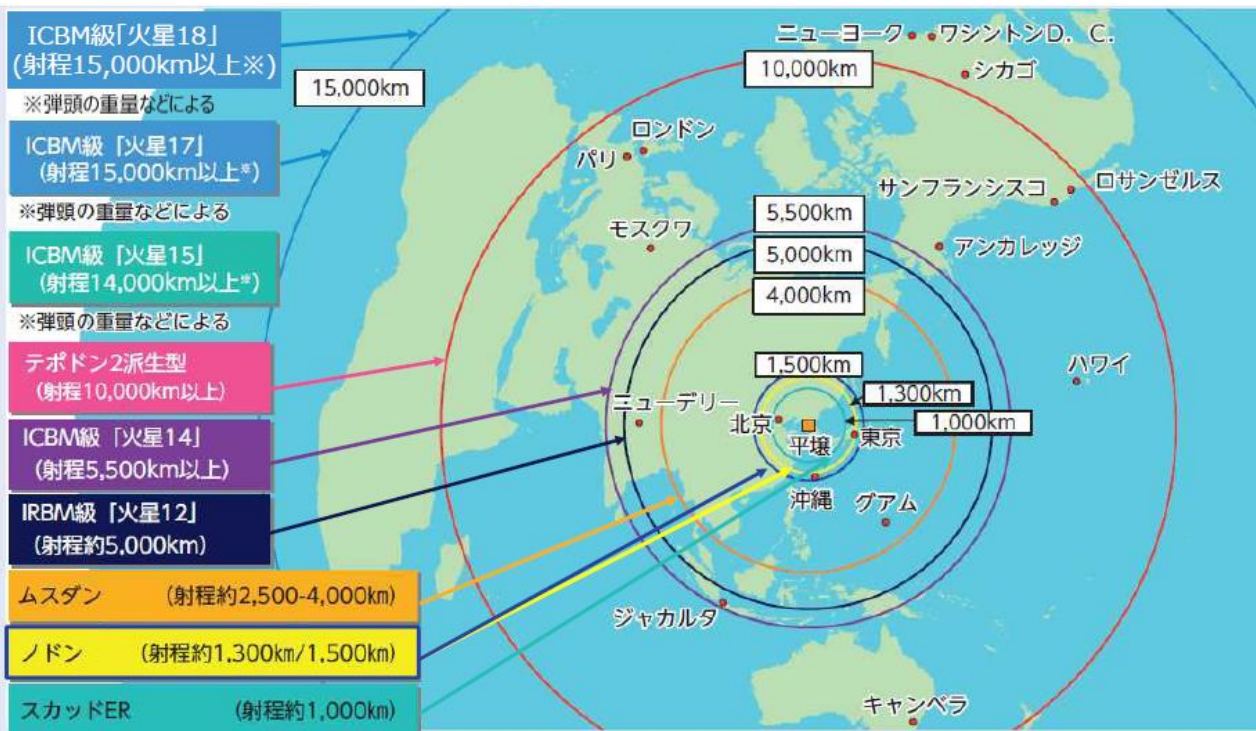 ICBM級「火星18」
(射程15,000km以上※)
※弾頭の重量などによる
ICBM級「火星17」
(射程15,000km以上※)
※弾頭の重量などによる
ICBM級「火星15」
(射程14,000km以上※)
※弾頭の重量などによる
テポドン2派生型
(射程10,000km以上)
ICBM級「火星14」
(射程5,500km以上)
IRBM級「火星12」
(射程約5,000km)
ムスダン (射程約2,500-4,000km)
ノドン (射程約1,300km/1,500km)
スカッドER (射程約1,000km)
15,000km
ニューヨーク
ワシントンD．C．
10,000km
シカゴ
ロンドン
パリ
サンフランシスコ
ロサンゼルス
5,500km
モスクワ
5,000km
アンカレッジ
4,000km
1,500km
ハワイ
1,300km
ニューデリー
1,000km
北京
平壌
東京
沖縄
グアム
ジャカルタ
キャンベラ